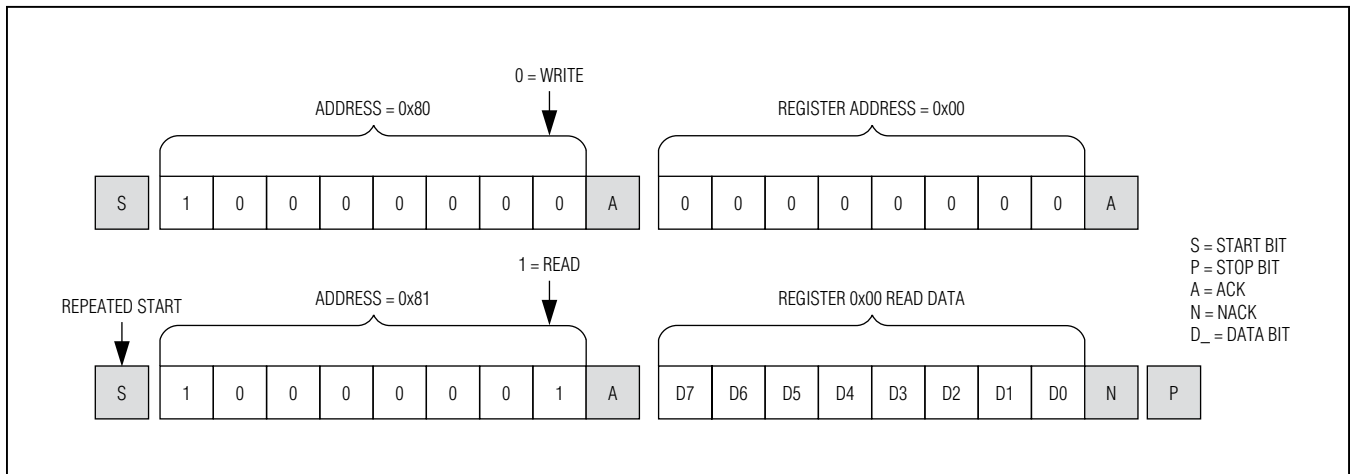 0 = WRITE
ADDRESS = 0x80
REGISTER ADDRESS = 0x00
S 1 0 0 0 0 0 0 0 A 0 0 0 0 0 0 0 0 A
S = START BIT
P = STOP BIT
A = ACK
N = NACK
D_ = DATA BIT
1 = READ
REPEATED START
ADDRESS = 0x81
REGISTER 0x00 READ DATA
S 1 0 0 0 0 0 0 1 A D7 D6 D5 D4 D3 D2 D1 D0 N P